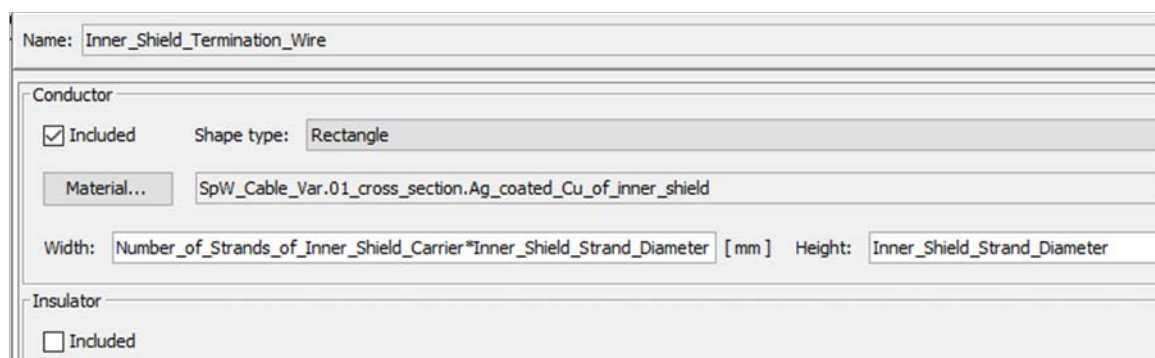 Name: Inner_Shield_Termination_Wire
Conductor
Included Shape type: Rectangle
Material... SpW_Cable_Var.01_cross_section.Ag_coated_Cu_of_inner_shield
Width: Number_of_Strands_of_Inner_Shield_Carrier*Inner_Shield_Strand_Diameter [ mm ] Height: Inner_Shield_Strand_Diameter
Insulator
Included